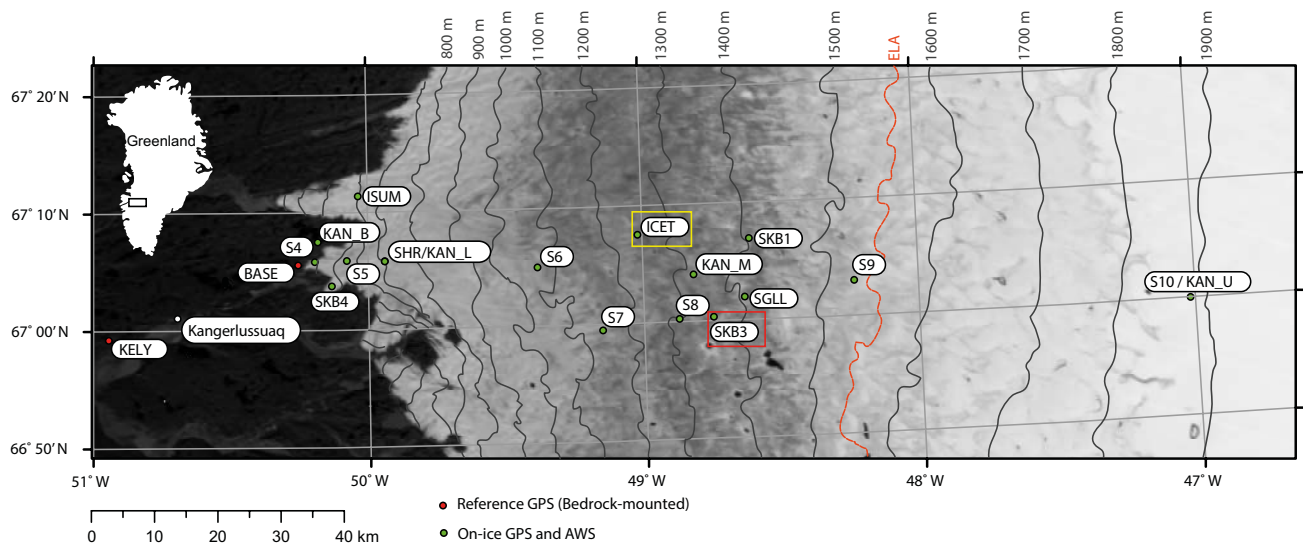 800 m
900 m
1000 m
1100 m
1200 m
1300 m
1400 m
1500 m
ELA
1600 m
1700 m
1800 m
1900 m
67° 20' N
67° 10' N
67° 00' N
66° 50' N
Greenland
ISUM
KAN_B
S4
SHR/KAN_L
BASE
S5
SKB4
Kangerlussuaq
KELY
S6
ICET
SKB1
KAN_M
S9
S10 / KAN_U
SGLL
S7
S8
SKB3
51° W
50° W
49° W
48° W
47° W
0 10 20 30 40 km
Reference GPS (Bedrock-mounted)
On-ice GPS and AWS